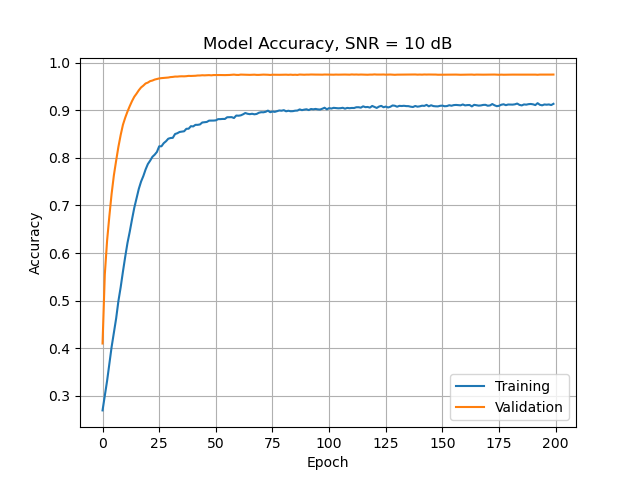 Model Accuracy, SNR = 10 dB
1.0
0.9
0.8
0.7
0.6
0.5
0.4
0.3
Accuracy
Training
Validation
0 25 50 75 100 125 150 175 200
Epoch